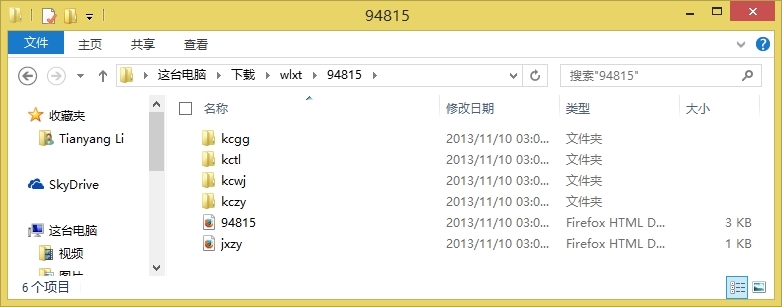 94815
文件 主页 共享 查看
这台电脑 下载 wlxt 94815 搜索"94815"
名称 修改日期 类型 大小
收藏夹
Tianyang Li
SkyDrive
这台电脑
视频
图片
kcgg 2013/11/10 03:0... 文件夹
kctl 2013/11/10 03:0... 文件夹
kcwj 2013/11/10 03:0... 文件夹
kczy 2013/11/10 03:0... 文件夹
94815 2013/11/10 03:0... Firefox HTML D... 3 KB
jxzy 2013/11/10 03:0... Firefox HTML D... 1 KB
6 个项目